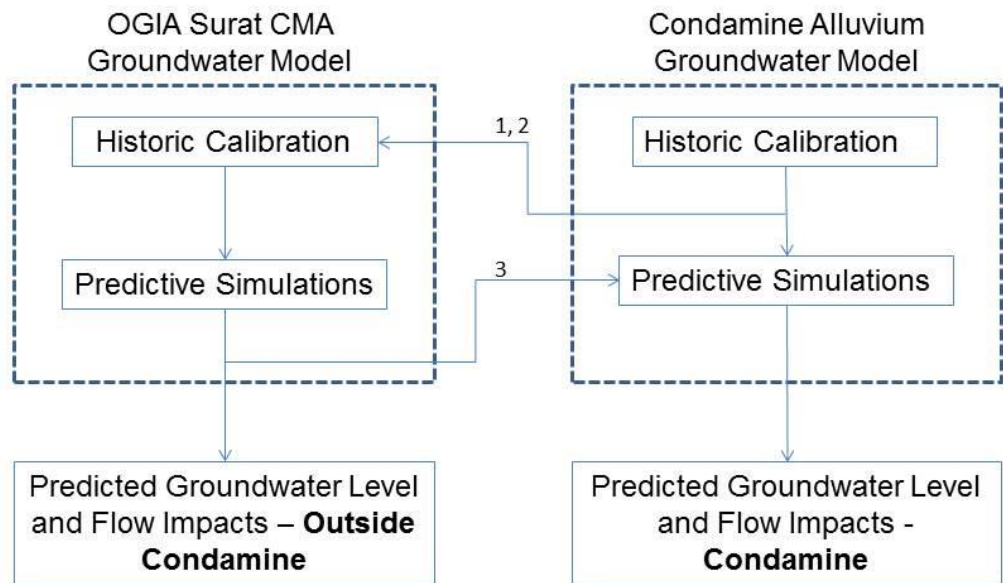 OGIA Surat CMA
Groundwater Model
Condamine Alluvium
Groundwater Model
Historic Calibration
1, 2
Historic Calibration
Predictive Simulations
3
Predictive Simulations
Predicted Groundwater Level
and Flow Impacts – Outside
Condamine
Predicted Groundwater Level
and Flow Impacts -
Condamine